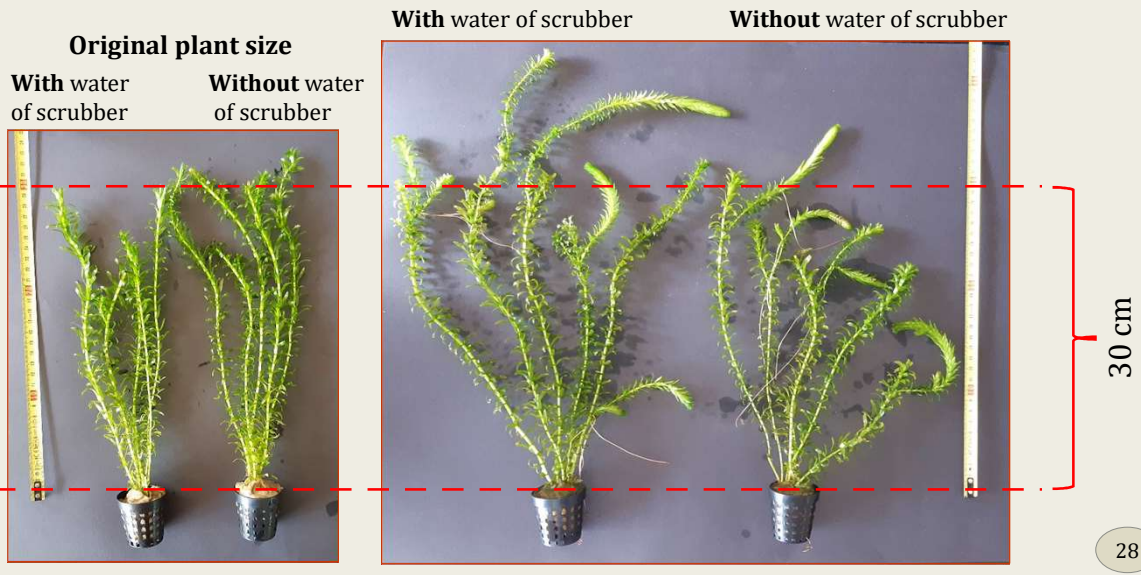 Original plant size
With water
of scrubber
Without water
of scrubber
With water of scrubber
Without water of scrubber
30 cm
28